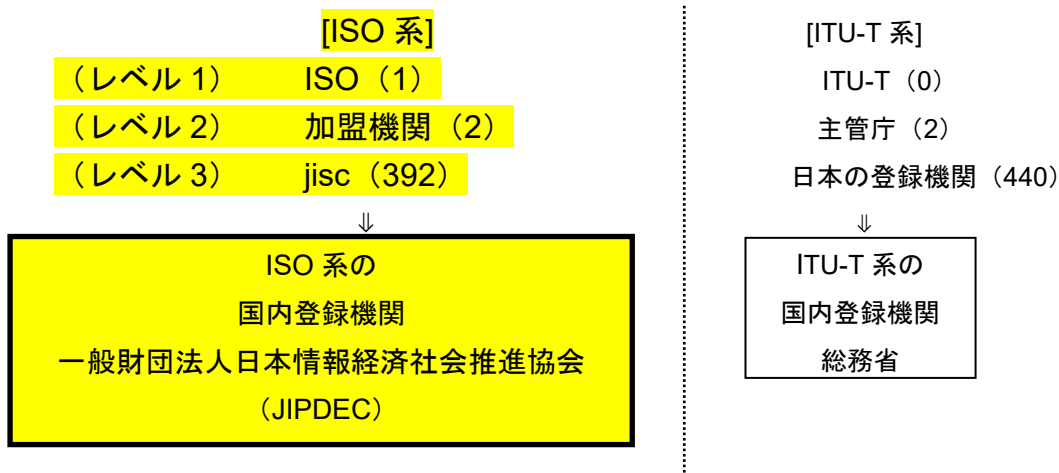 [ISO 系]
（レベル 1） ISO（1）
（レベル 2） 加盟機関（2）
（レベル 3） jisc（392）
⇓
ISO 系の
国内登録機関
一般財団法人日本情報経済社会推進協会
（JIPDEC）
[ITU-T 系]
ITU-T（0）
主管庁（2）
日本の登録機関（440）
⇓
ITU-T 系の
国内登録機関
総務省